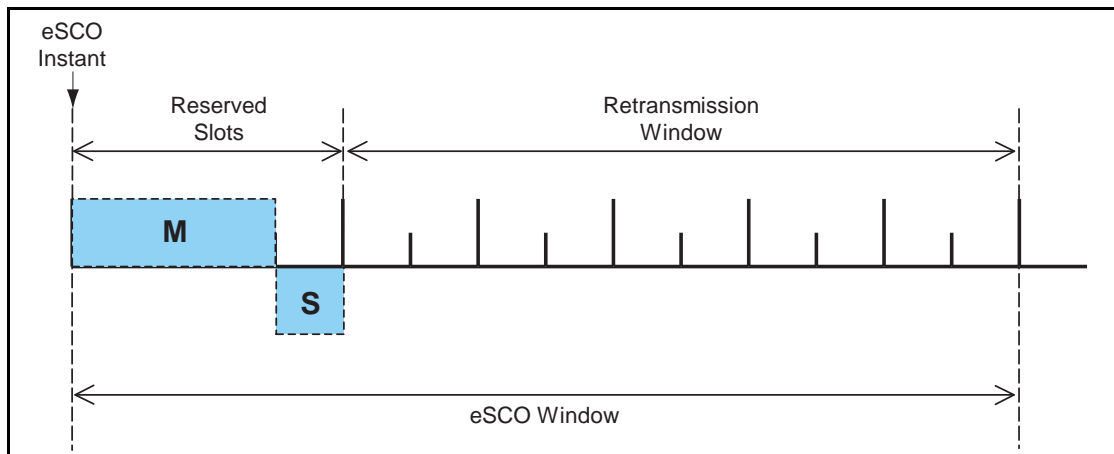 eSCO
Instant
Reserved
Slots
Retransmission
Window
M
S
eSCO Window